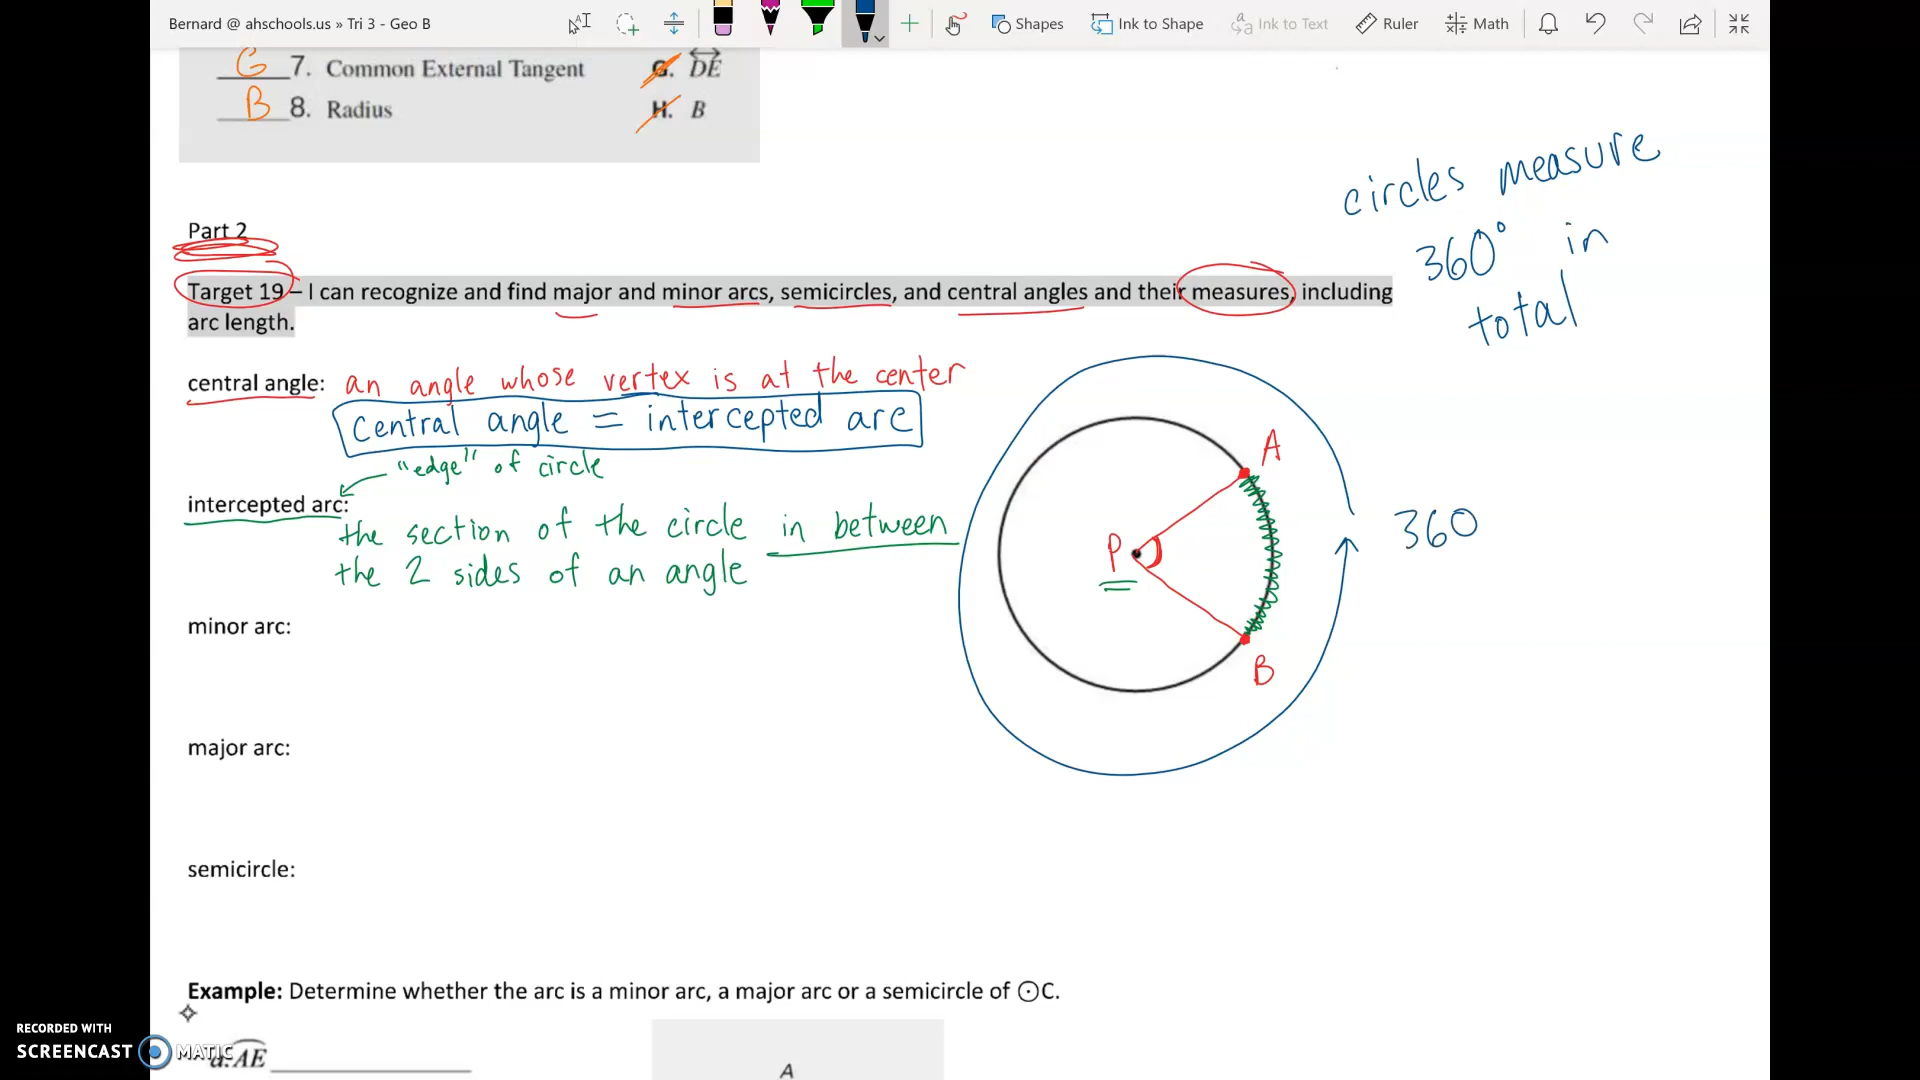 Bernard @ ahschools.us » Tri 3 - Geo B
Shapes
Ink to Shape
Ink to Text
Ruler
Math
G 7. Common External Tangent G. DE
B 8. Radius H. B
Part 2
Target 19 – I can recognize and find major and minor arcs, semicircles, and central angles and their measures, including
arc length.
circles measure
360° in
total
central angle: an angle whose vertex is at the center
Central angle = intercepted arc
"edge" of circle
intercepted arc:
the section of the circle in between
the 2 sides of an angle
A
P
B
360
minor arc:
major arc:
semicircle:
Example: Determine whether the arc is a minor arc, a major arc or a semicircle of ⊙C.
a. AE
A
RECORDED WITH
SCREENCAST MATIC